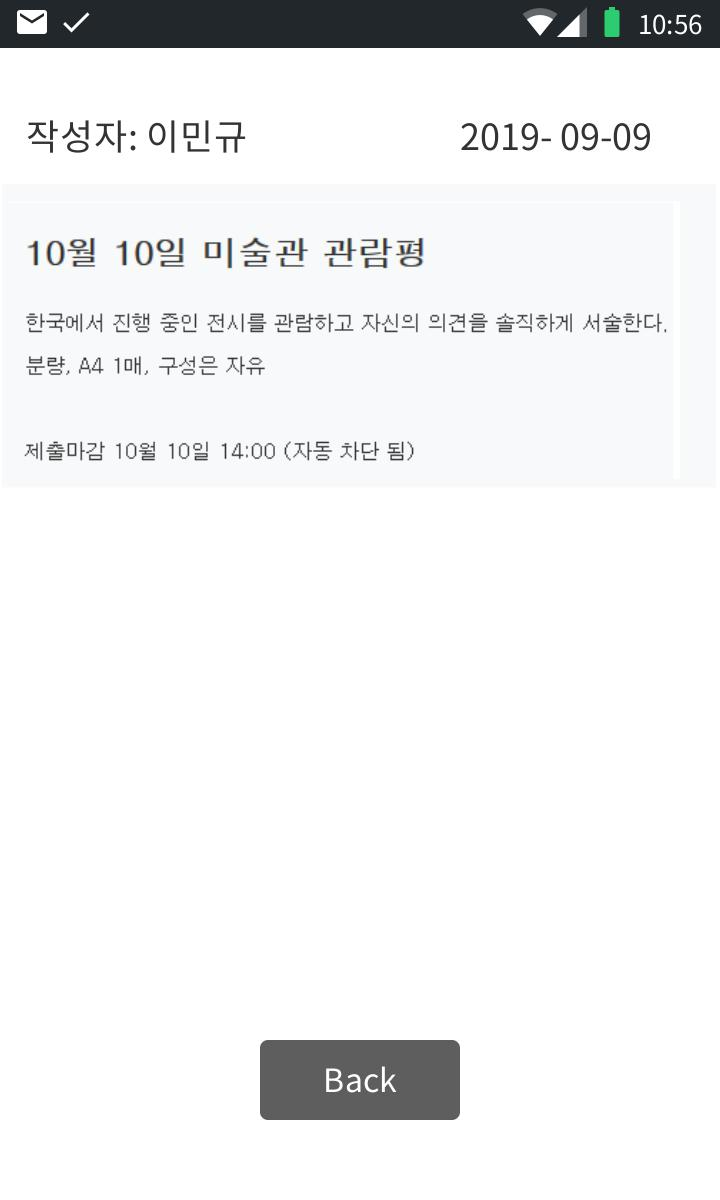 10:56
작성자: 이민규 2019- 09-09
10월 10일 미술관 관람평
한국에서 진행 중인 전시를 관람하고 자신의 의견을 솔직하게 서술한다.
분량, A4 1매, 구성은 자유
제출마감 10월 10일 14:00 (자동 차단 됨)
Back